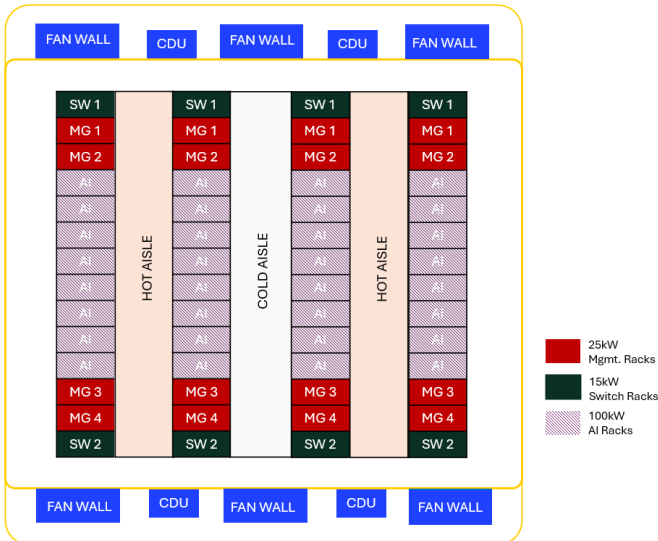 FAN WALL CDU FAN WALL CDU FAN WALL
SW 1 SW 1 SW 1 SW 1
MG 1 MG 1 MG 1 MG 1
MG 2 MG 2 MG 2 MG 2
AI AI AI AI
AI AI AI AI
AI AI AI AI
AI AI AI AI
AI AI AI AI
AI AI AI AI
AI AI AI AI
AI AI AI AI
MG 3 MG 3 MG 3 MG 3
MG 4 MG 4 MG 4 MG 4
SW 2 SW 2 SW 2 SW 2
HOT AISLE
COLD AISLE
HOT AISLE
FAN WALL CDU FAN WALL CDU FAN WALL
25kW
Mgmt. Racks
15kW
Switch Racks
100kW
AI Racks